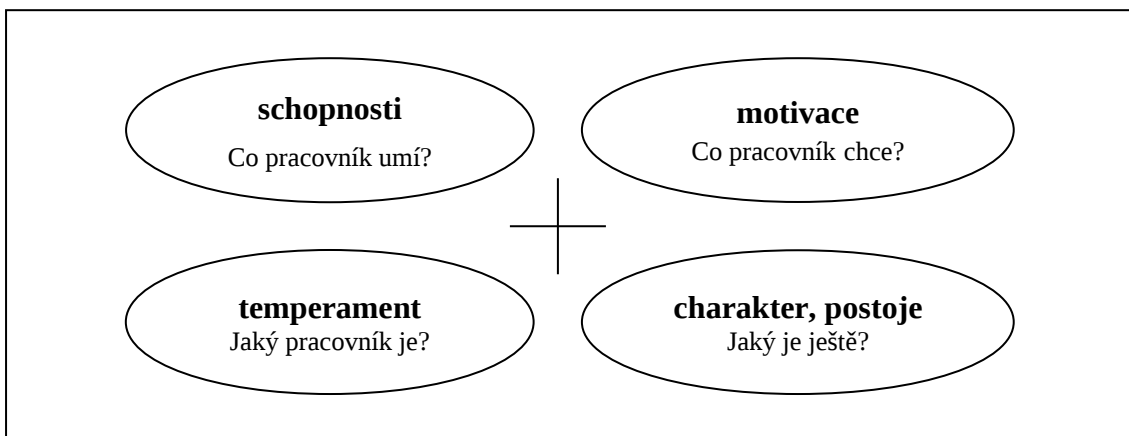 schopnosti
Co pracovník umí?
motivace
Co pracovník chce?
temperament
Jaký pracovník je?
charakter, postoje
Jaký je ještě?